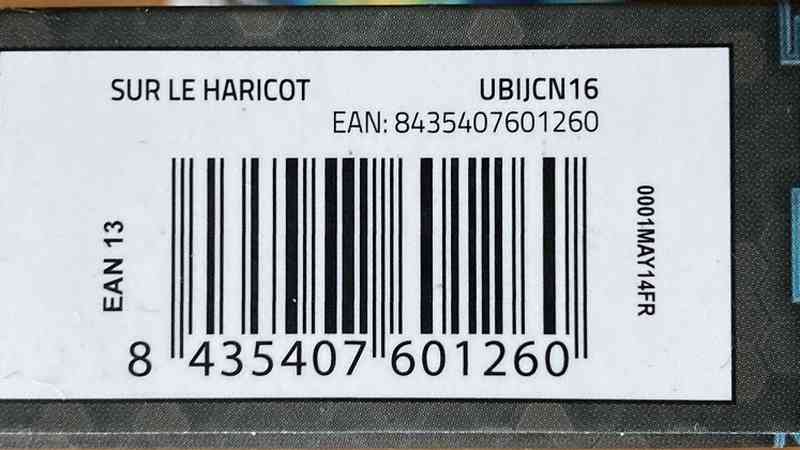 SUR LE HARICOT
UBIJCN16
EAN: 8435407601260
EAN 13
0001MAY14FR
8 435407 601260